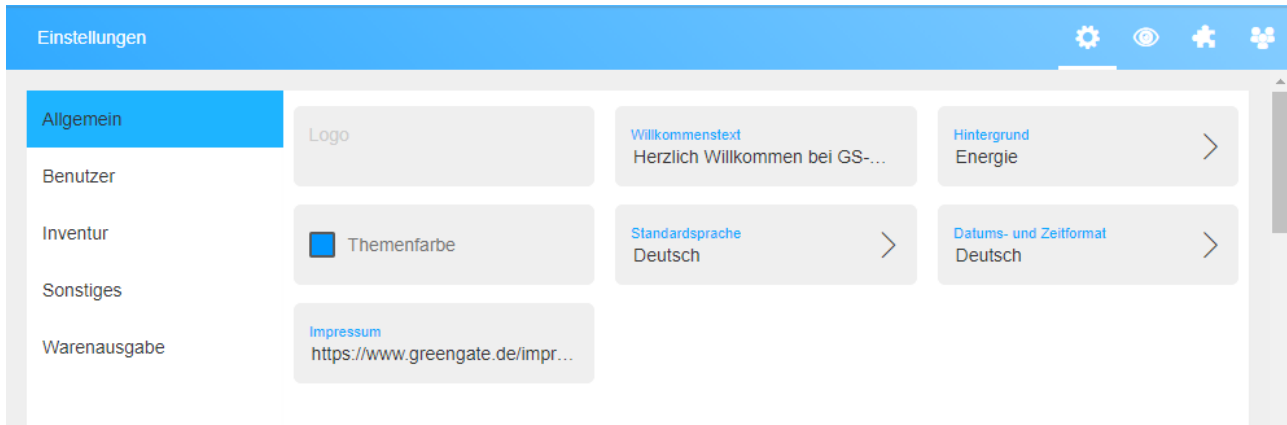 Einstellungen
Allgemein
Benutzer
Inventur
Sonstiges
Warenausgabe
Logo
Willkommenstext
Herzlich Willkommen bei GS-...
Hintergrund
Energie
Themenfarbe
Standardsprache
Deutsch
Datums- und Zeitformat
Deutsch
Impressum
https://www.greengate.de/impr...